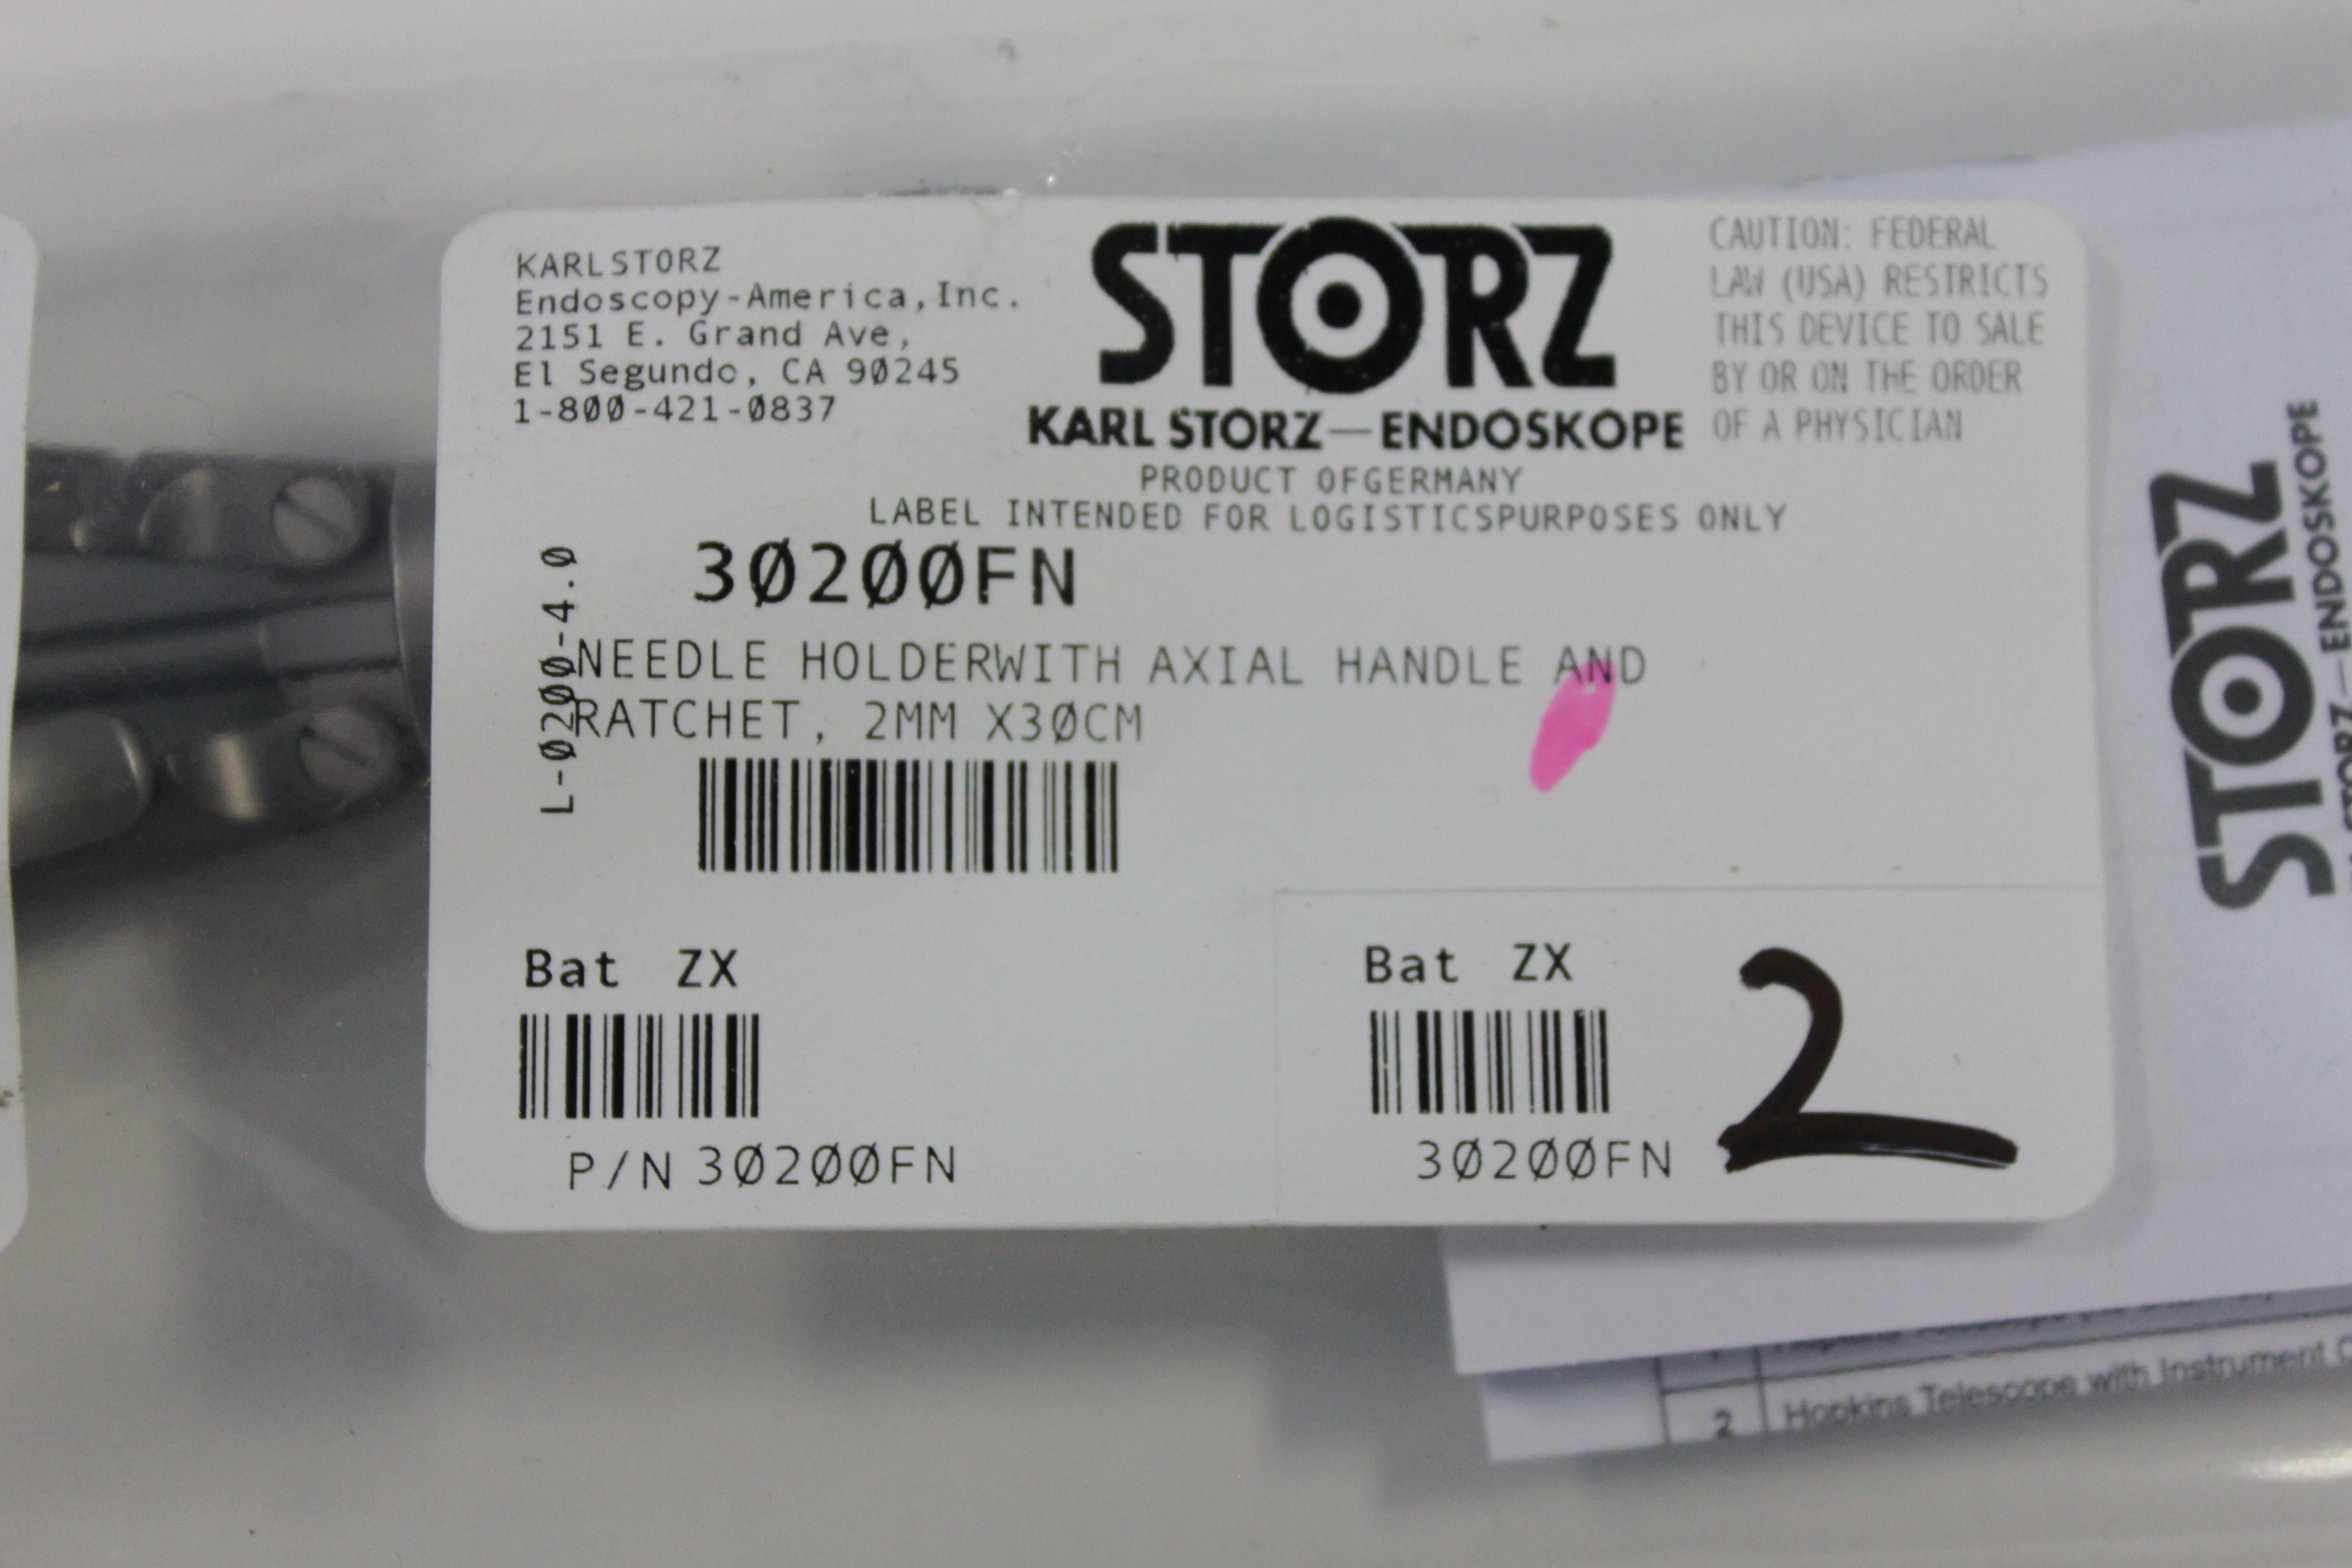 KARLSTORZ
Endoscopy-America,Inc.
2151 E. Grand Ave,
El Segundo, CA 90245
1-800-421-0837
STORZ
KARL STORZ—ENDOSKOPE
CAUTION: FEDERAL
LAW (USA) RESTRICTS
THIS DEVICE TO SALE
BY OR ON THE ORDER
OF A PHYSICIAN
PRODUCT OFGERMANY
LABEL INTENDED FOR LOGISTICSPURPOSES ONLY
L-0200-4.0
30200FN
NEEDLE HOLDERWITH AXIAL HANDLE AND
RATCHET, 2MM X30CM
Bat ZX
P/N 30200FN
Bat ZX
30200FN
2
STORZ
STORZ—ENDOSKOPE
2 Hopkins Telescope with Instrument